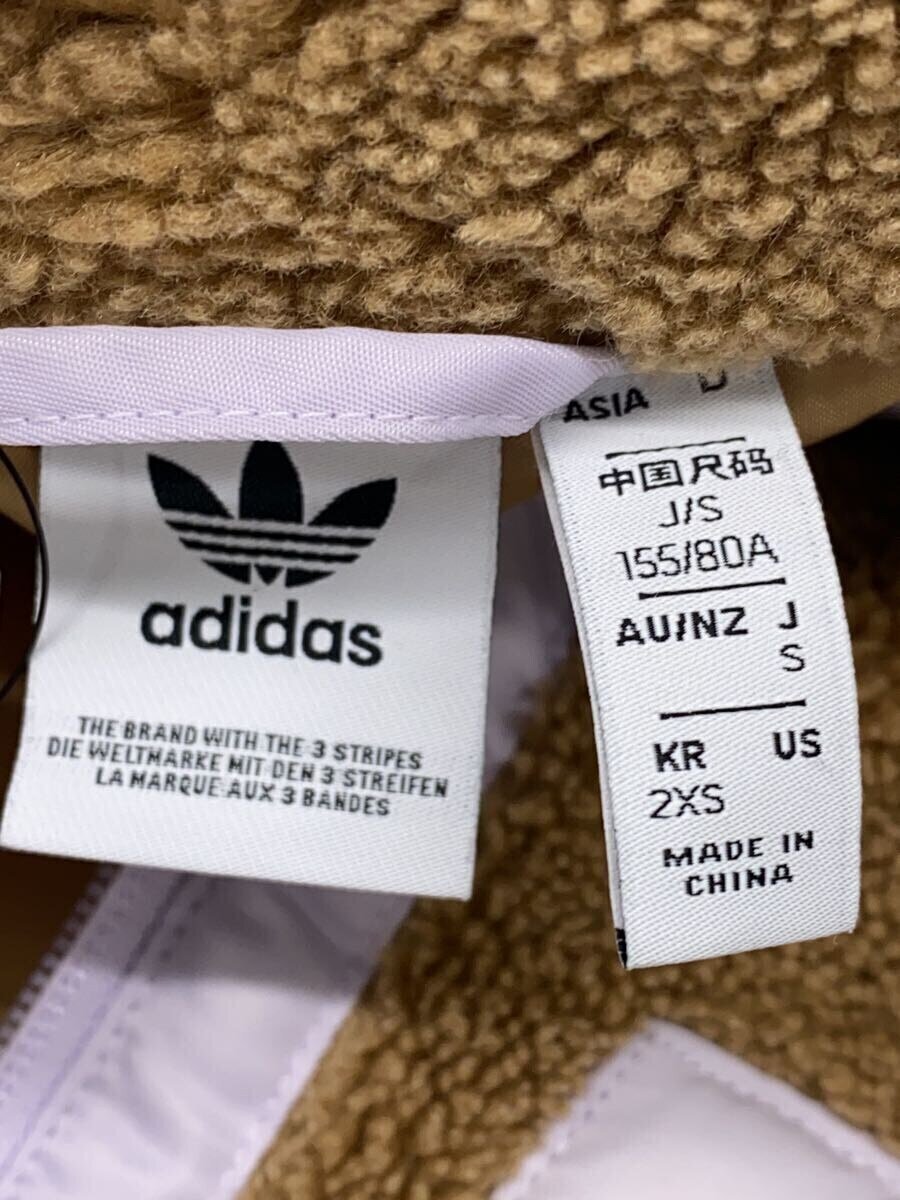 adidas
THE BRAND WITH THE 3 STRIPES
DIE WELTMARKE MIT DEN 3 STREIFEN
LA MARQUE AUX 3 BANDES
ASIA
中国尺码
J/S
155/80A
AU/NZ J
S
KR US
2XS
MADE IN
CHINA